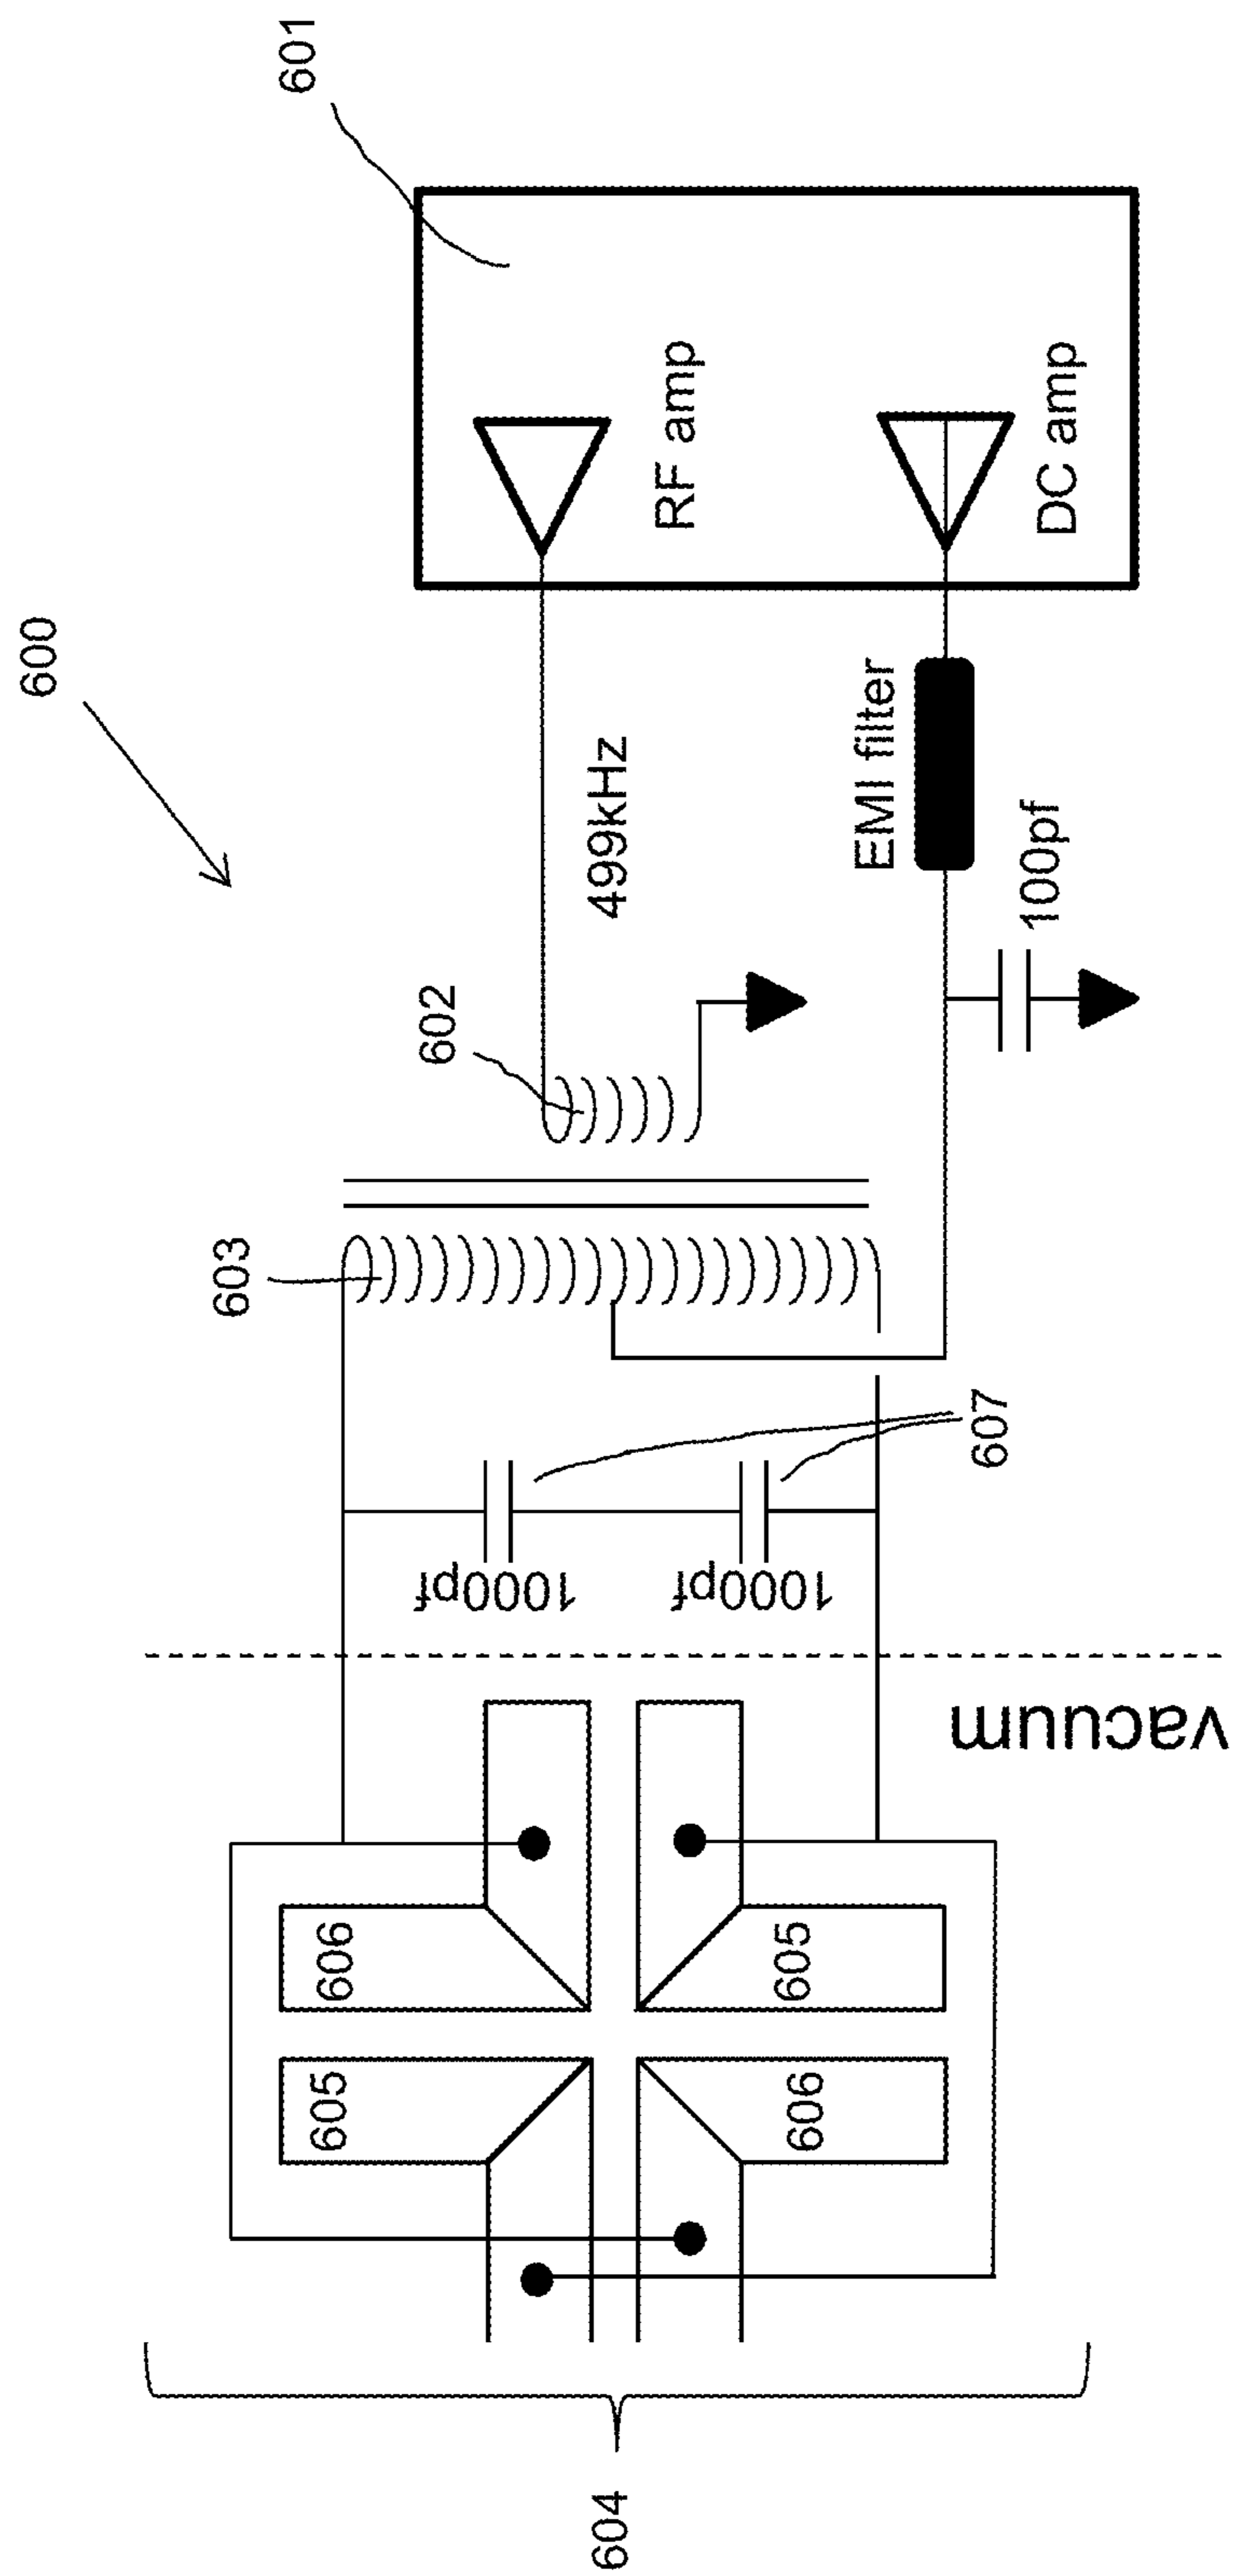 600
601
RF amp
DC amp
499kHz
EMI filter
100pf
602
603
607
1000pf
1000pf
vacuum
606
605
605
606
604